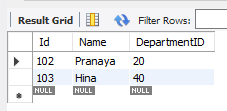 Result Grid Filter Rows:
Id Name DepartmentID
102 Pranaya 20
103 Hina 40
NULL NULL NULL